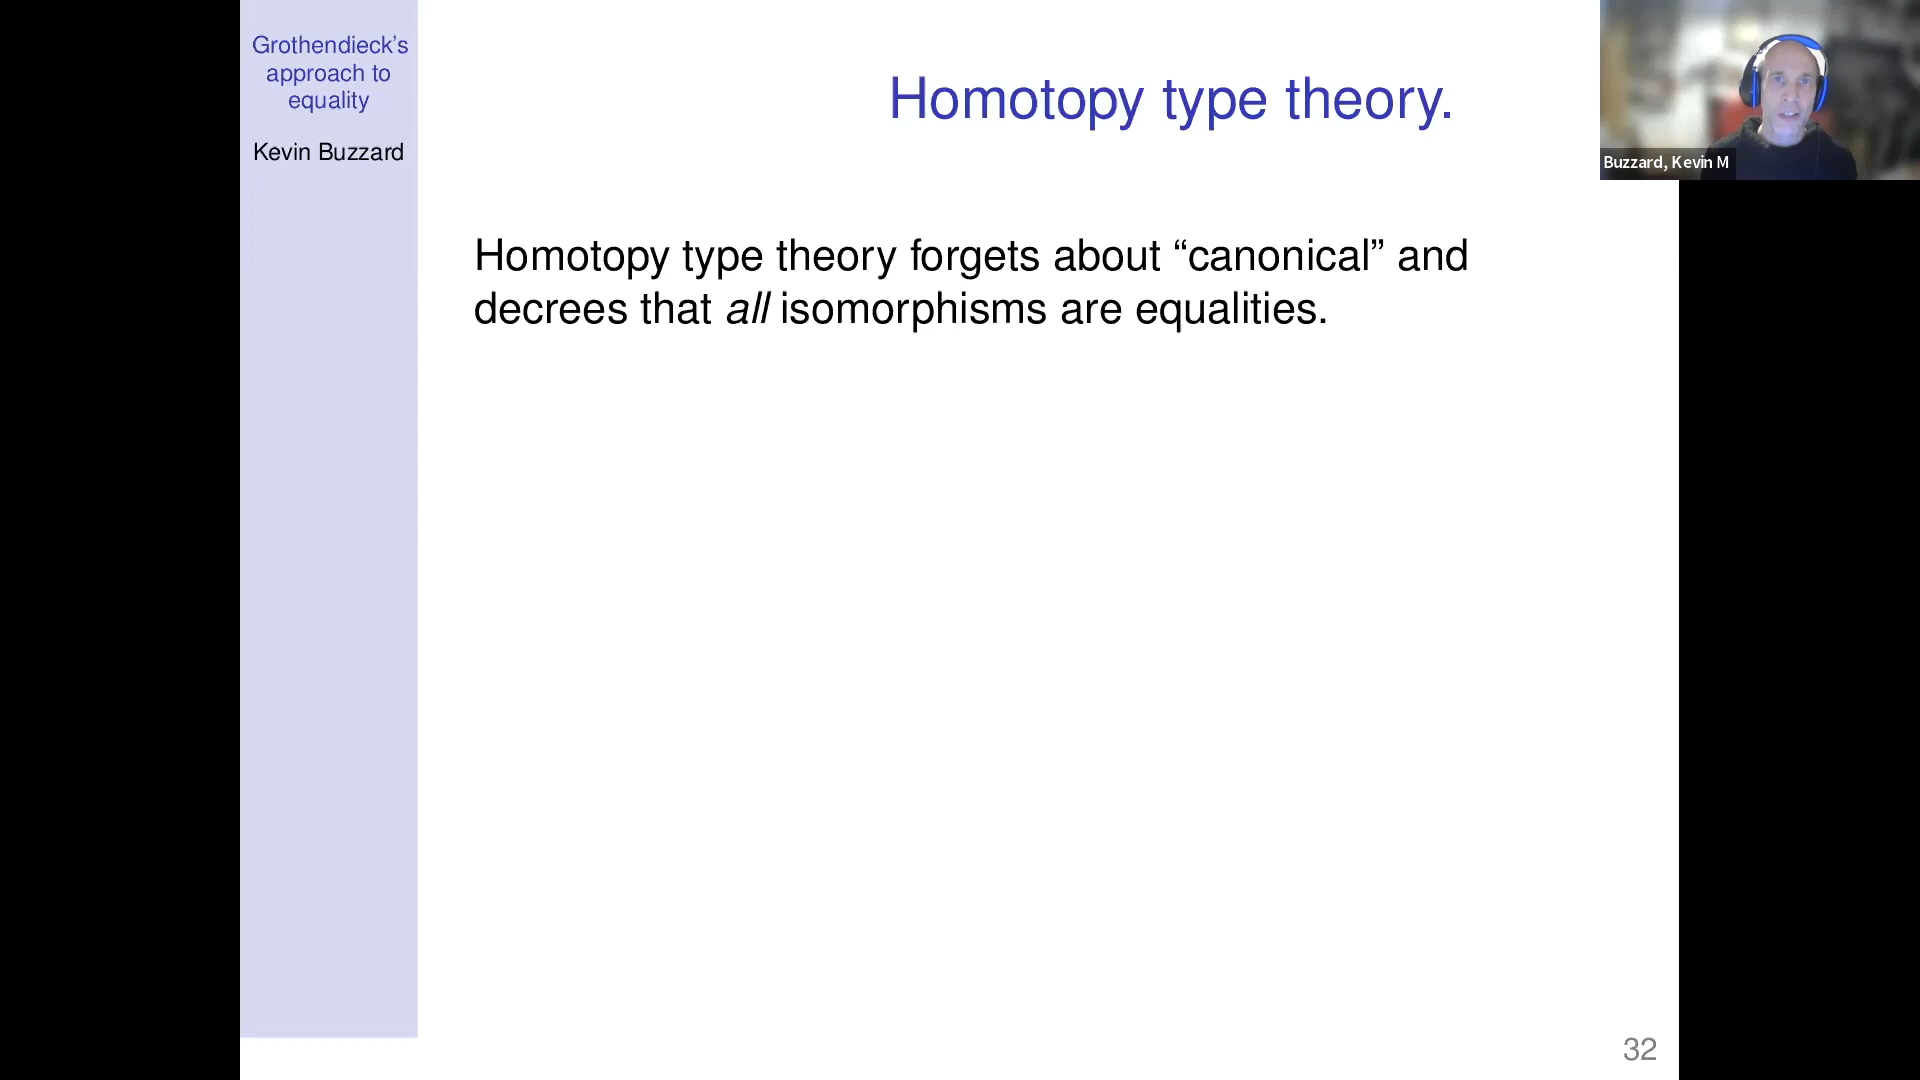 Grothendieck's
approach to
equality
Kevin Buzzard
Homotopy type theory.
Homotopy type theory forgets about “canonical” and
decrees that all isomorphisms are equalities.
Buzzard, Kevin M
32